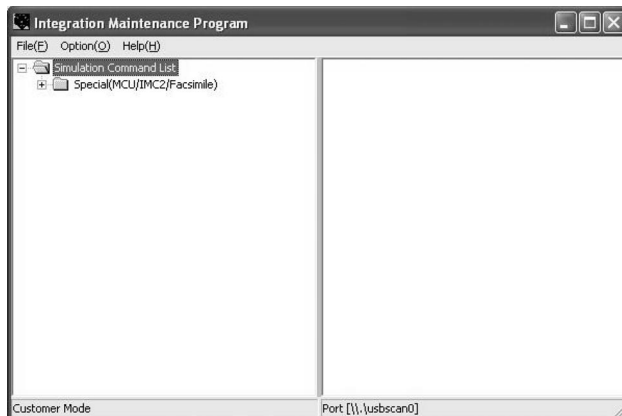 Integration Maintenance Program
File(F) Option(O) Help(H)
Simulation Command List
Special(MCU/IMC2/Facsimile)
Customer Mode Port [\\.\usbscan0]